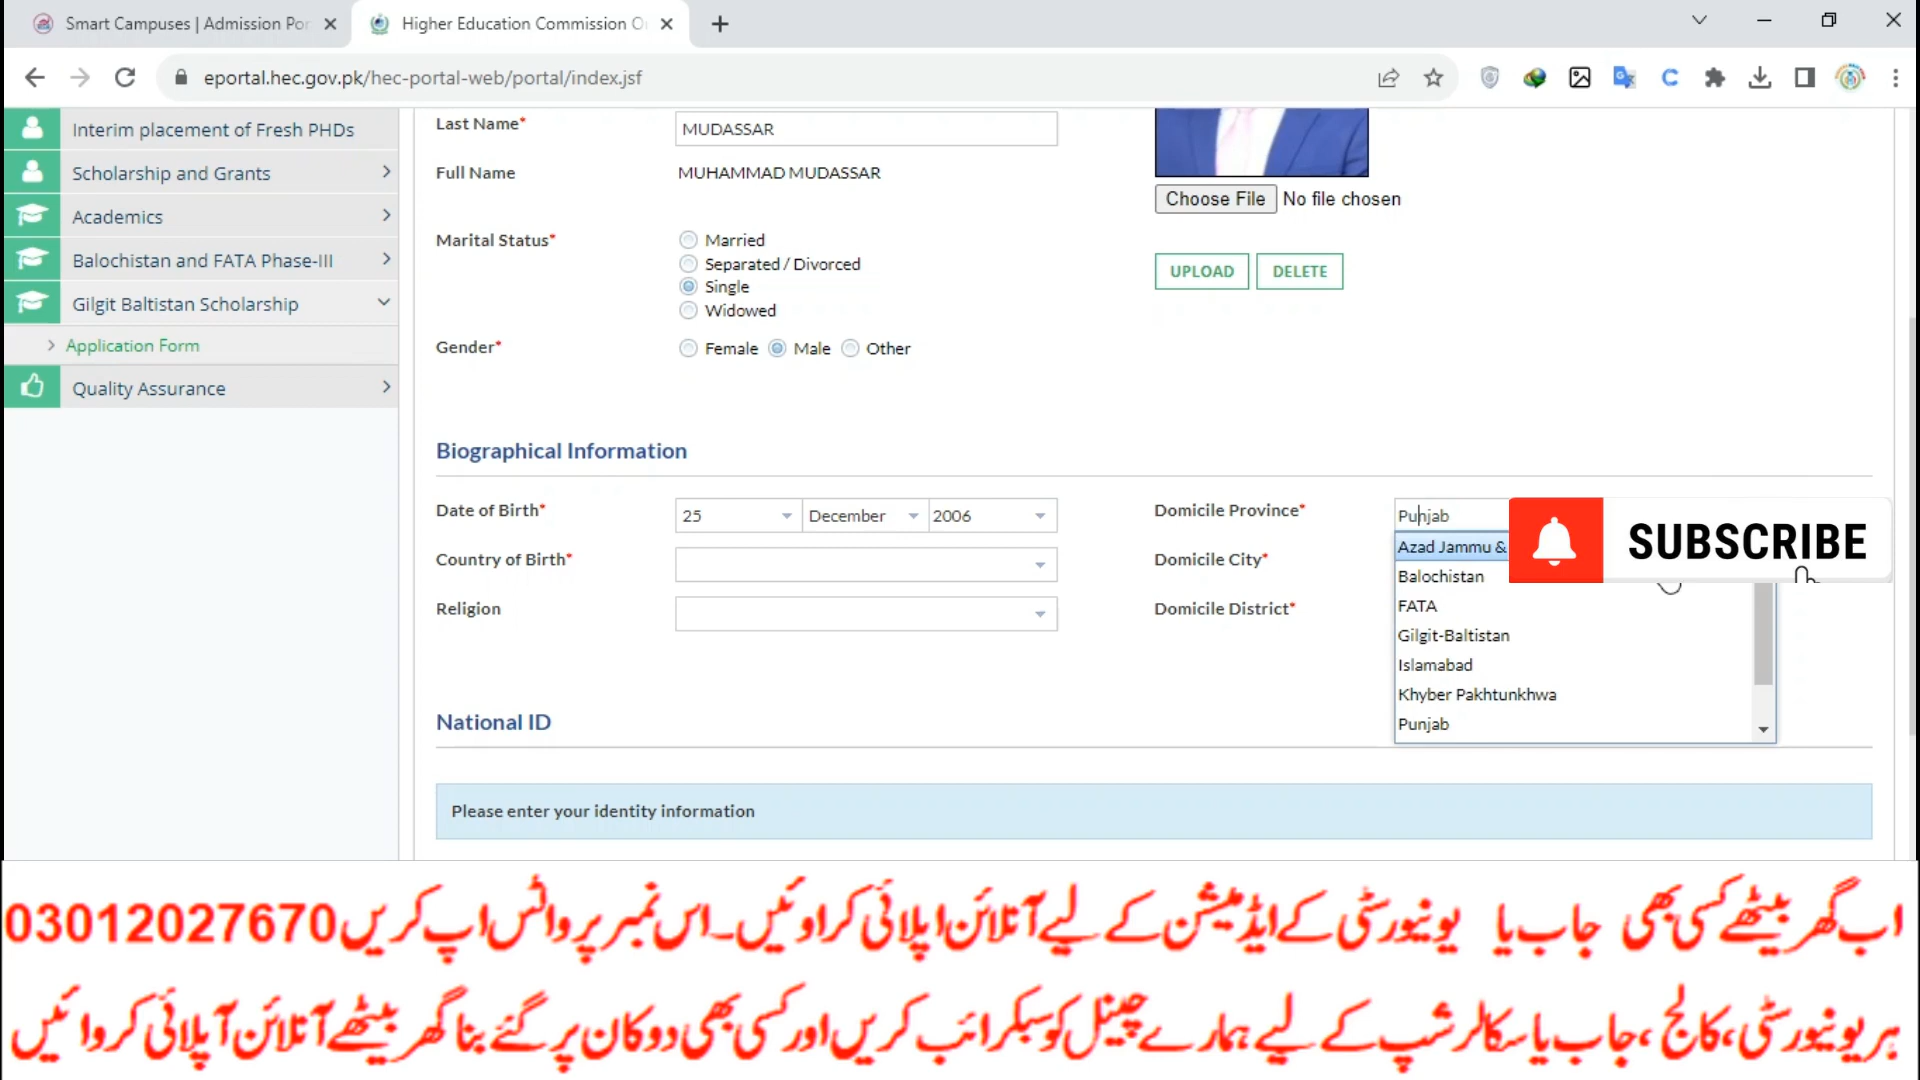 Smart Campuses | Admission Por
Higher Education Commission O
eportal.hec.gov.pk/hec-portal-web/portal/index.jsf
Interim placement of Fresh PHDs
Scholarship and Grants
Academics
Balochistan and FATA Phase-III
Gilgit Baltistan Scholarship
Application Form
Quality Assurance
Last Name*
MUDASSAR
Full Name
MUHAMMAD MUDASSAR
Choose File No file chosen
Marital Status*
Married
Separated / Divorced
Single
Widowed
UPLOAD
DELETE
Gender*
Female Male Other
Biographical Information
Date of Birth*
25 December 2006
Domicile Province*
Punjab
Country of Birth*
Domicile City*
Religion
Domicile District*
Azad Jammu &
Balochistan
FATA
Gilgit-Baltistan
Islamabad
Khyber Pakhtunkhwa
Punjab
SUBSCRIBE
National ID
Please enter your identity information
اب گھر بیٹھے کسی بھی جاب یا یونیورسٹی کے ایڈمیشن کے لیے آنلائن اپلائی کراوئیں۔اس نمبر پر واٹس اپ کریں 03012027670
ہر یونیورسٹی، کالج ،جاب یا سکالرشپ کے لیے ہمارے چینل کو سبکرائب کریں اور کسی بھی دوکان پر گئے بنا گھر بیٹھے آنلائن آپلائی کروائیں